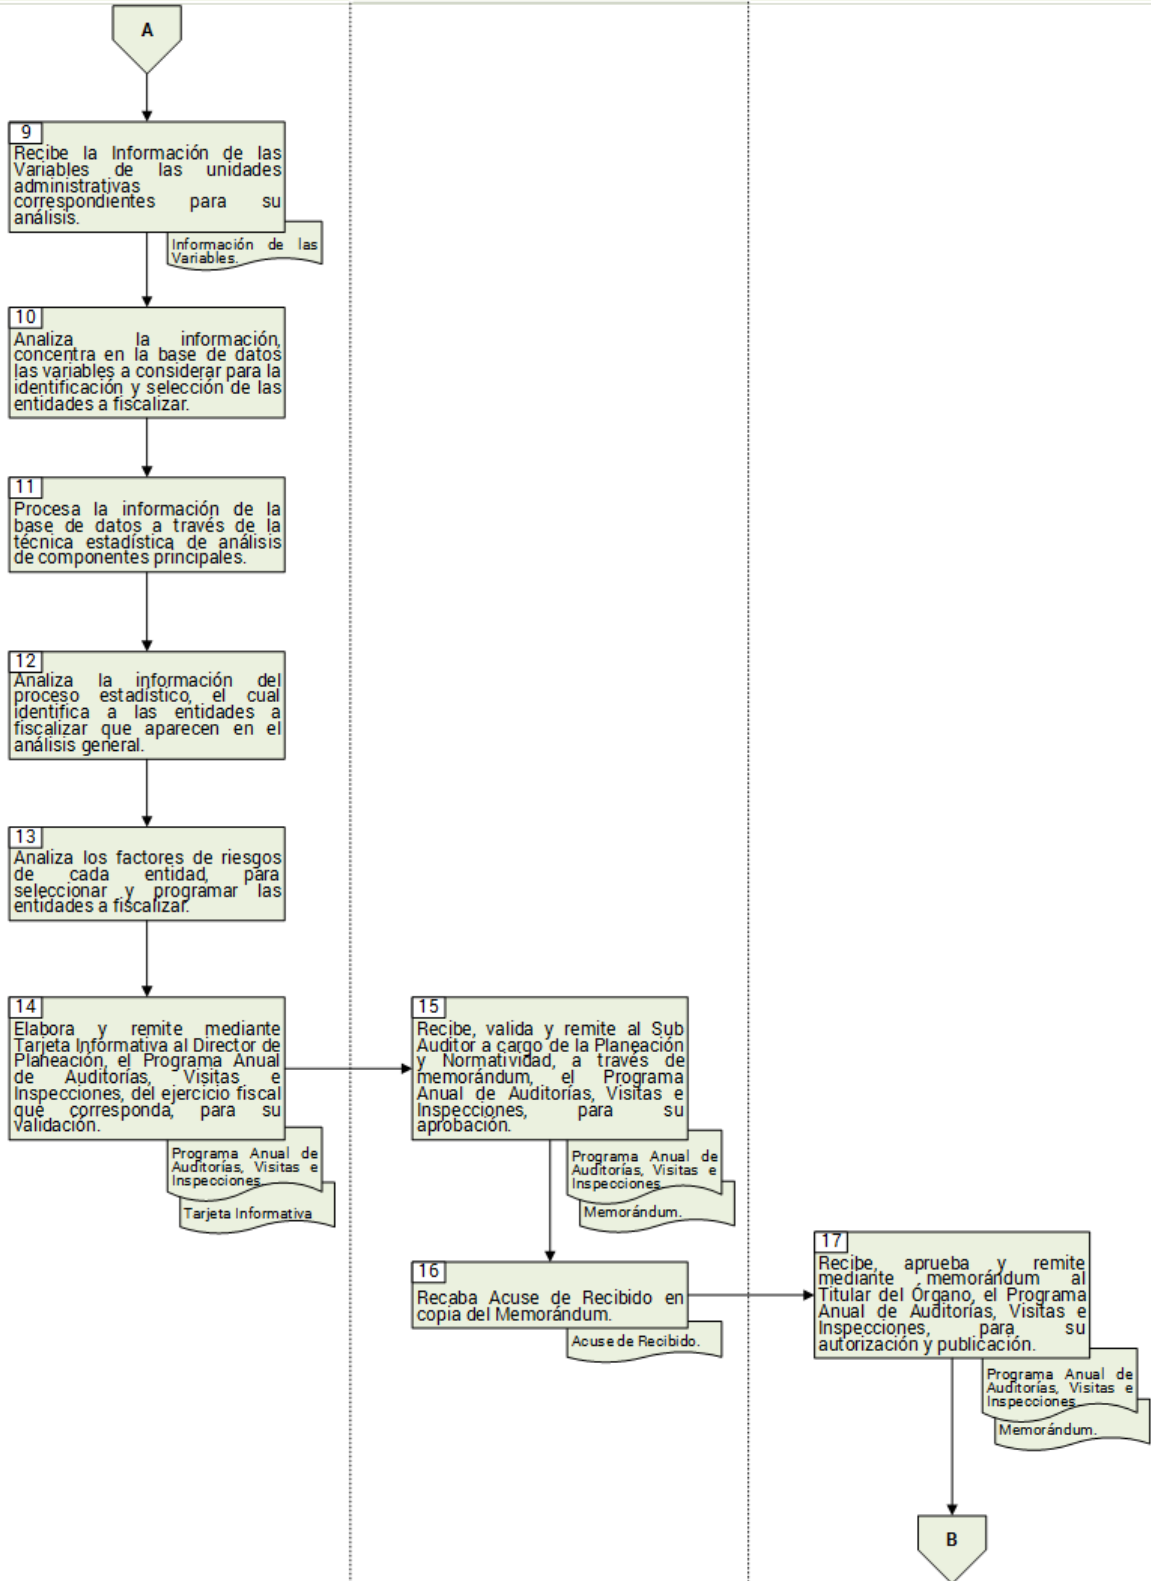 A
9
Recibe la Información de las
Variables de las unidades
administrativas
correspondientes para su
análisis.
Información de las
Variables.
10
Analiza la información,
concentra en la base de datos
las variables a considerar para la
identificación y selección de las
entidades a fiscalizar.
11
Procesa la información de la
base de datos a través de la
técnica estadística de análisis
de componentes principales.
12
Analiza la información del
proceso estadístico, el cual
identifica a las entidades a
fiscalizar que aparecen en el
análisis general.
13
Analiza los factores de riesgos
de cada entidad, para
seleccionar y programar las
entidades a fiscalizar.
14
Elabora y remite mediante
Tarjeta Informativa al Director de
Planeación, el Programa Anual
de Auditorías, Visitas e
Inspecciones, del ejercicio fiscal
que corresponda, para su
validación.
Programa Anual de
Auditorías, Visitas e
Inspecciones
Tarjeta Informativa
15
Recibe, valida y remite al Sub
Auditor a cargo de la Planeación
y Normatividad, a través de
memorándum, el Programa
Anual de Auditorías, Visitas e
Inspecciones, para su
aprobación.
Programa Anual de
Auditorías, Visitas e
Inspecciones
Memorándum.
16
Recaba Acuse de Recibido en
copia del Memorándum.
Acuse de Recibido.
17
Recibe, aprueba y remite
mediante memorándum al
Titular del Órgano, el Programa
Anual de Auditorías, Visitas e
Inspecciones, para su
autorización y publicación.
Programa Anual de
Auditorías, Visitas e
Inspecciones
Memorándum.
B